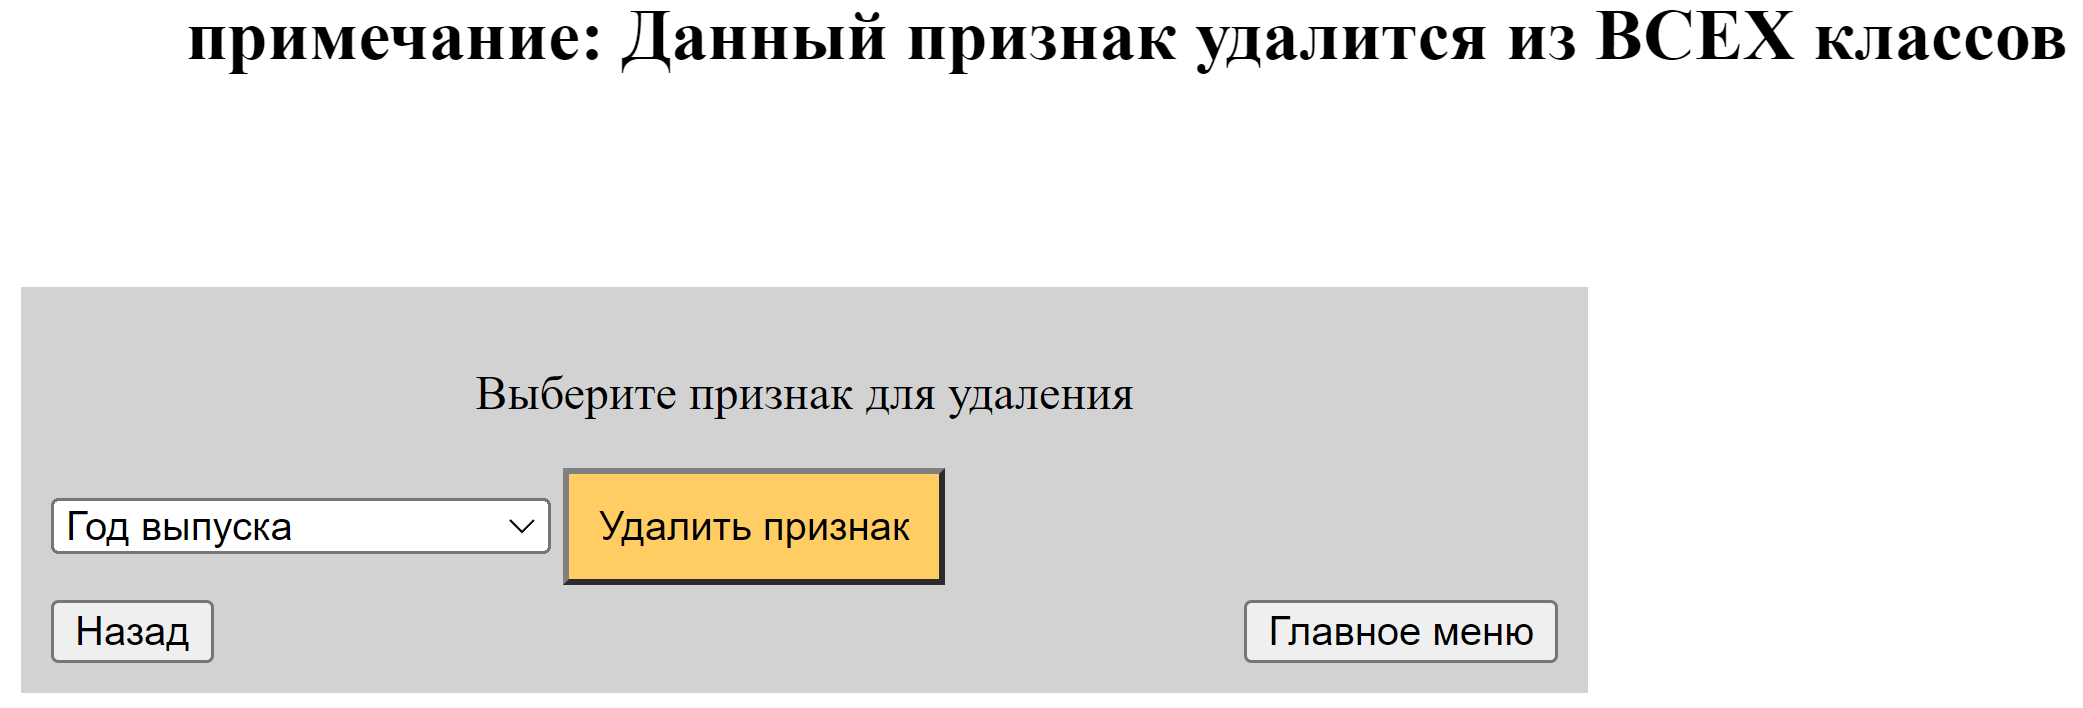 примечание: Данный признак удалится из ВСЕХ классов
Выберите признак для удаления
Год выпуска
Удалить признак
Назад
Главное меню